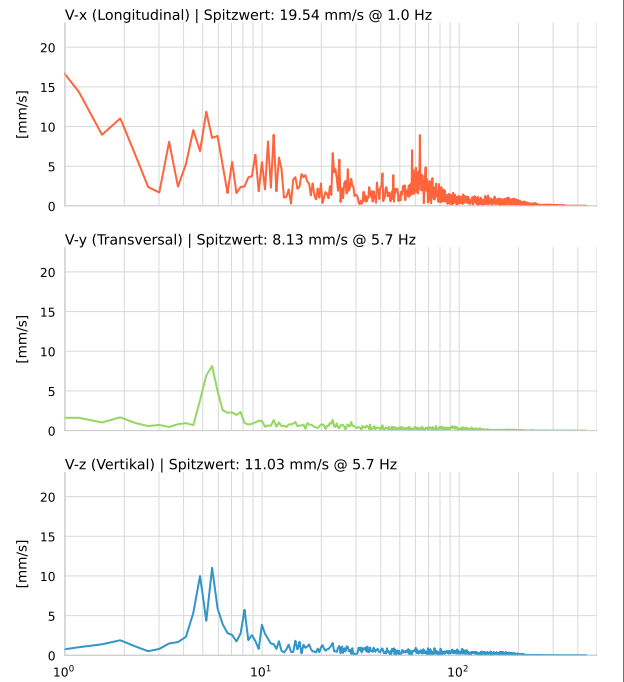 V-x (Longitudinal) | Spitzwert: 19.54 mm/s @ 1.0 Hz
20
15
10
5
0
[mm/s]
V-y (Transversal) | Spitzwert: 8.13 mm/s @ 5.7 Hz
20
15
10
5
0
[mm/s]
V-z (Vertikal) | Spitzwert: 11.03 mm/s @ 5.7 Hz
20
15
10
5
0
[mm/s]
10⁰ 10¹ 10²